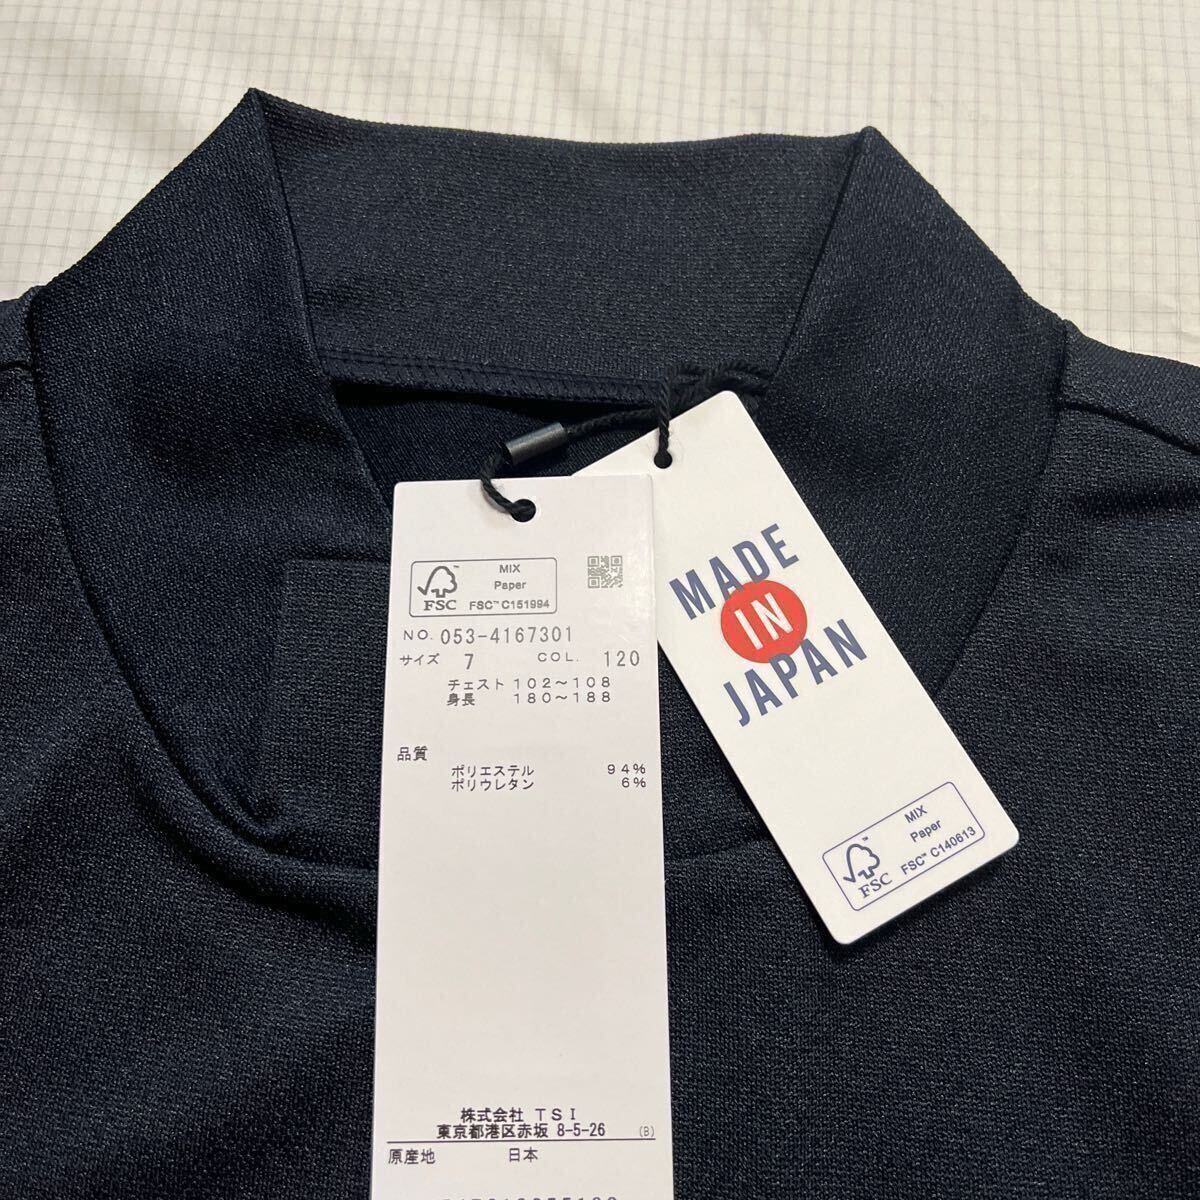 MIX
Paper
FSC
FSC™ C151994
NO. 053-4167301
サイズ 7 COL. 120
チェスト 102〜108
身長 180〜188
品質
ポリエステル 94%
ポリウレタン 6%
株式会社 TSI
東京都港区赤坂 8-5-26 (B)
原産地 日本
MADE
IN
JAPAN
MIX
Paper
FSC
FSC™ C140613